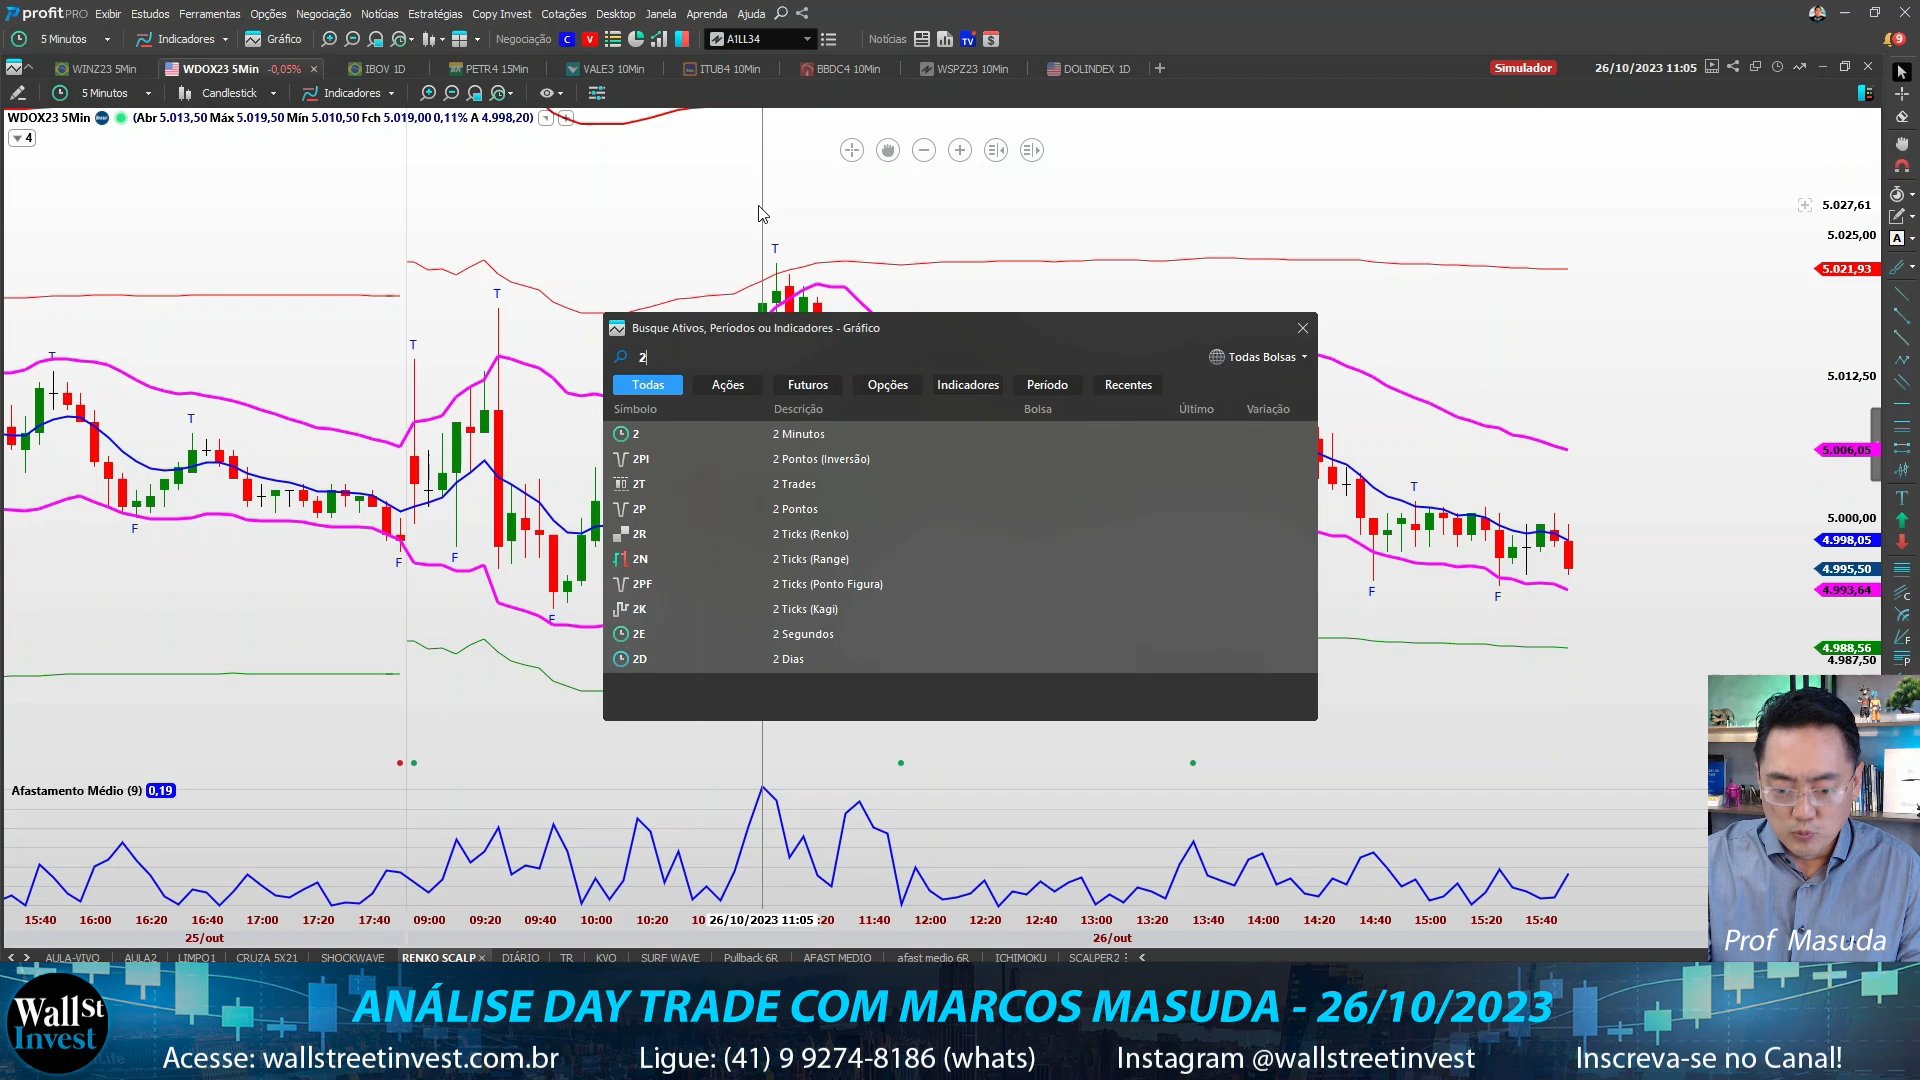 profitPRO Exibir Estudos Ferramentas Opções Negociação Notícias Estratégias Copy Invest Cotações Desktop Janela Aprenda Ajuda
5 Minutos Indicadores Gráfico Negociação C V A1LL34 Notícias TV $ 9
WINZ23 5Min WDOX23 5Min -0,05% IBOV 1D PETR4 15Min VALE3 10Min ITUB4 10Min BBDC4 10Min WSPZ23 10Min DOLINDEX 1D Simulador 26/10/2023 11:05
5 Minutos Candlestick Indicadores
WDOX23 5Min (Abr 5.013,50 Máx 5.019,50 Mín 5.010,50 Fch 5.019,00 0,11% A 4.998,20)
4
5.027,61
5.025,00
5.021,93
5.012,50
5.006,05
5.000,00
4.998,05
4.995,50
4.993,64
4.988,56
4.987,50
T
T
T
T
T
T
F
F
F
F
F
F
Busque Ativos, Períodos ou Indicadores - Gráfico
2 Todas Bolsas
Todas Ações Futuros Opções Indicadores Período Recentes
Símbolo Descrição Bolsa Último Variação
2 2 Minutos
2PI 2 Pontos (Inversão)
2T 2 Trades
2P 2 Pontos
2R 2 Ticks (Renko)
2N 2 Ticks (Range)
2PF 2 Ticks (Ponto Figura)
2K 2 Ticks (Kagi)
2E 2 Segundos
2D 2 Dias
Afastamento Médio (9) 0,19
15:40 16:00 16:20 16:40 17:00 17:20 17:40 09:00 09:20 09:40 10:00 10:20 10 26/10/2023 11:05 :20 11:40 12:00 12:20 12:40 13:00 13:20 13:40 14:00 14:20 14:40 15:00 15:20 15:40
25/out 26/out
AULA-VIVO AULA2 LIMPO1 CRUZA 5X21 SHOCKWAVE RENKO SCALP DIÁRIO TR KVO SURF WAVE Pullback 6R AFAST MEDIO afast medio 6R ICHIMOKU SCALPER2
Prof Masuda
Wall St
Invest
ANÁLISE DAY TRADE COM MARCOS MASUDA - 26/10/2023
Acesse: wallstreetinvest.com.br Ligue: (41) 9 9274-8186 (whats) Instagram @wallstreetinvest Inscreva-se no Canal!